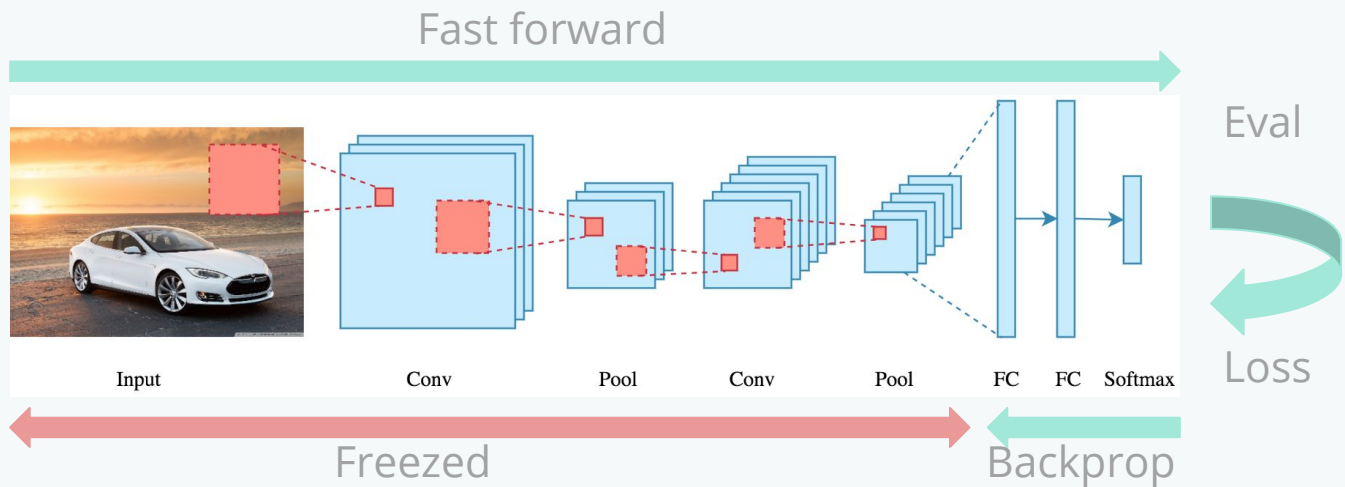 Fast forward
Eval
Input
Conv
Pool
Conv
Pool
FC
FC
Softmax
Loss
Freezed
Backprop